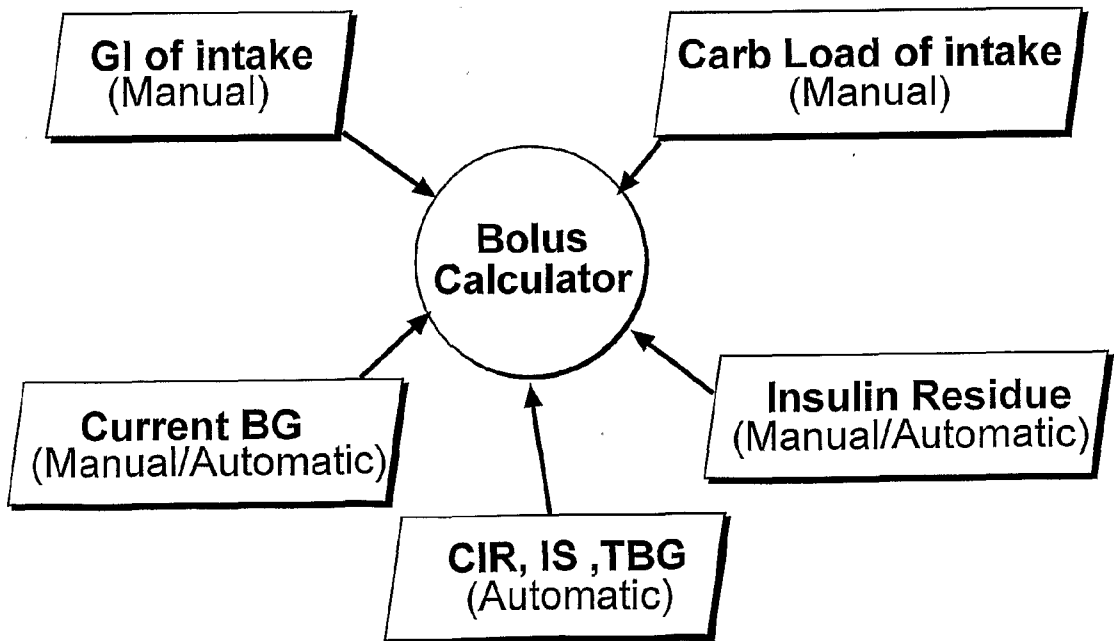 GI of intake
(Manual)
Carb Load of intake
(Manual)
Bolus
Calculator
Current BG
(Manual/Automatic)
Insulin Residue
(Manual/Automatic)
CIR, IS ,TBG
(Automatic)